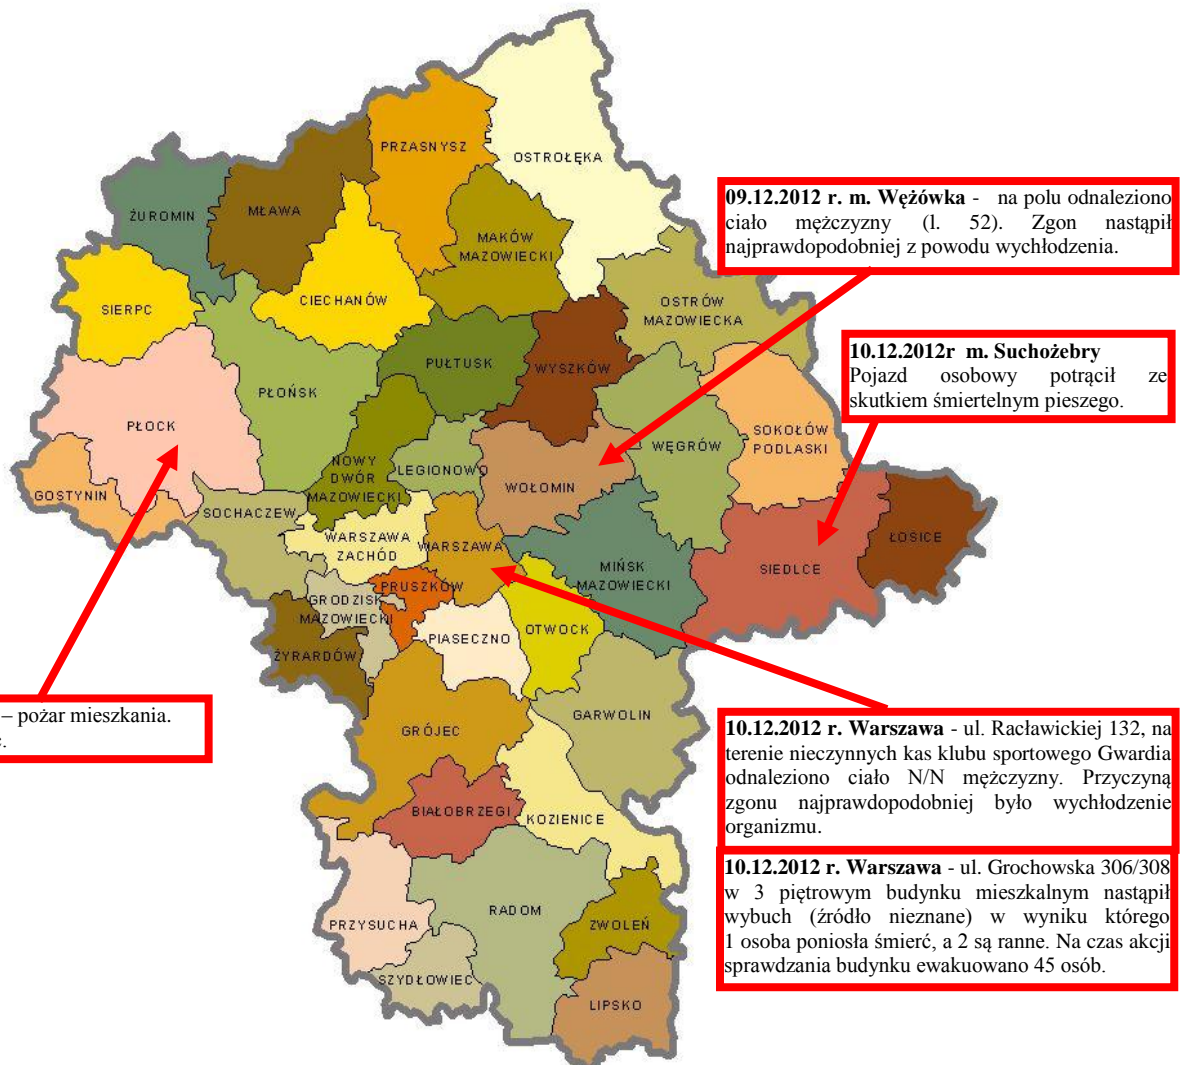 PRZASNYSZ
OSTROŁĘKA
ŻUROMIN
MŁAWA
MAKÓW
MAZOWIECKI
SIERPC
CIECHANÓW
OSTRÓW
MAZOWIECKA
PŁOCK
PŁOŃSK
PUŁTUSK
WYSZKÓW
WĘGRÓW
SOKOŁÓW
PODLASKI
GOSTYNIN
NOWY
DWÓR
MAZOWIECKI
LEGIONOWO
WOŁOMIN
SOCHACZEW
WARSZAWA
ZACHÓD
WARSZAWA
MIŃSK
MAZOWIECKI
SIEDLCE
ŁOSICE
GRODZISK
MAZOWIECKI
PRUSZKÓW
PIASECZNO
OTWOCK
ŻYRARDÓW
GRÓJEC
GARWOLIN
BIAŁOBRZEGI
KOZIENICE
PRZYSUCHA
RADOM
ZWOLEŃ
SZYDŁOWIEC
LIPSKO
09.12.2012 r. m. Wężówka - na polu odnaleziono
ciało mężczyzny (l. 52). Zgon nastąpił
najprawdopodobniej z powodu wychłodzenia.
10.12.2012r m. Suchożebry
Pojazd osobowy potrącił ze
skutkiem śmiertelnym pieszego.
– pożar mieszkania.
10.12.2012 r. Warszawa - ul. Racławickiej 132, na
terenie nieczynnych kas klubu sportowego Gwardia
odnaleziono ciało N/N mężczyzny. Przyczyną
zgonu najprawdopodobniej było wychłodzenie
organizmu.
10.12.2012 r. Warszawa - ul. Grochowska 306/308
w 3 piętrowym budynku mieszkalnym nastąpił
wybuch (źródło nieznane) w wyniku którego
1 osoba poniosła śmierć, a 2 są ranne. Na czas akcji
sprawdzania budynku ewakuowano 45 osób.